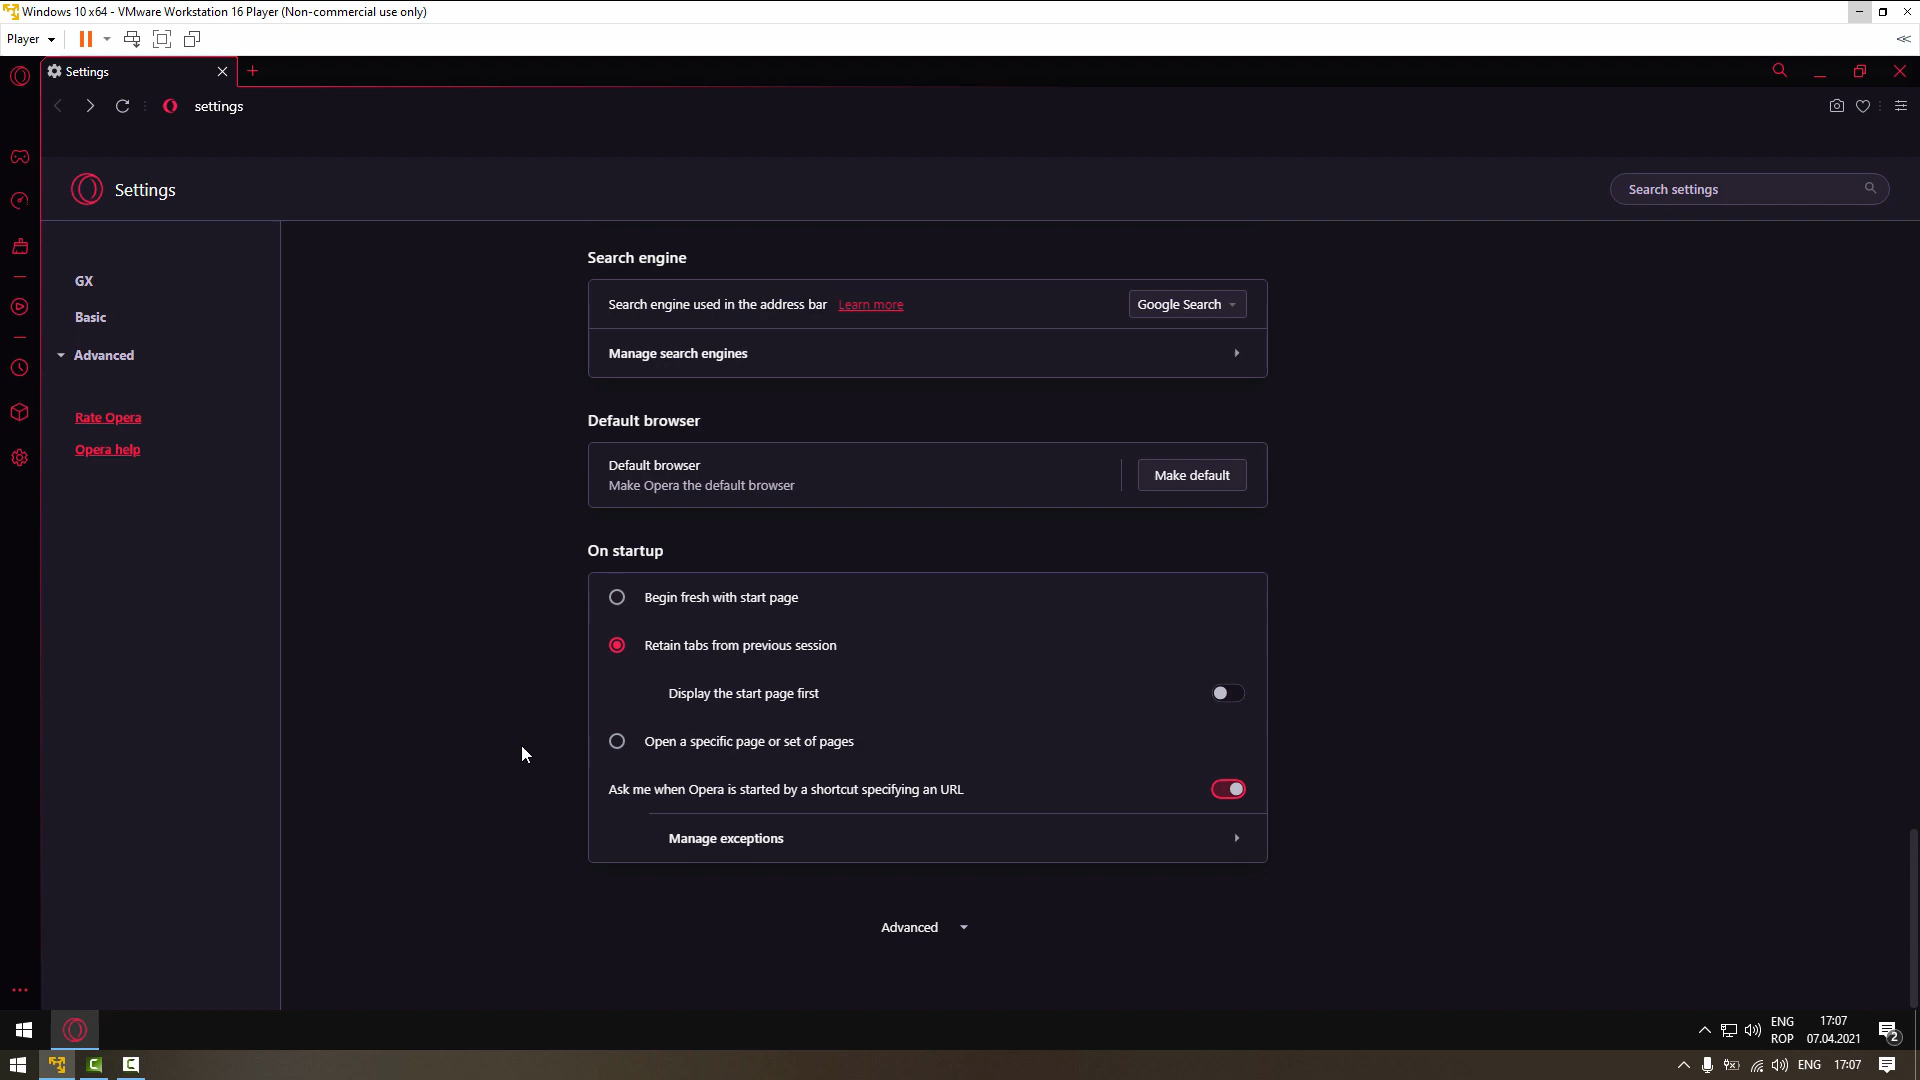 Windows 10 x64 - VMware Workstation 16 Player (Non-commercial use only)
Player
Settings
settings
Settings
Search settings
GX
Basic
Advanced
Rate Opera
Opera help
Search engine
Search engine used in the address bar Learn more Google Search
Manage search engines
Default browser
Default browser
Make Opera the default browser
Make default
On startup
Begin fresh with start page
Retain tabs from previous session
Display the start page first
Open a specific page or set of pages
Ask me when Opera is started by a shortcut specifying an URL
Manage exceptions
Advanced
ENG 17:07
ROP 07.04.2021 2
ENG 17:07